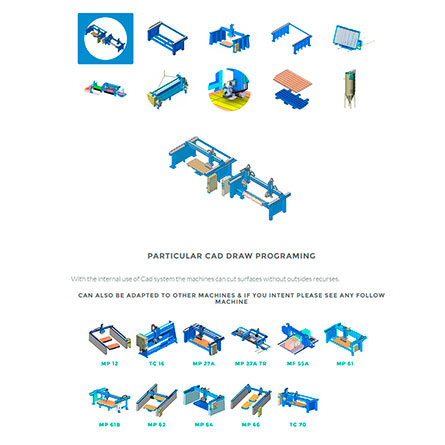 PARTICULAR CAD DRAW PROGRAMING
With the internal use of Cad system the machines can cut surfaces without outsides recurses.
CAN ALSO BE ADAPTED TO OTHER MACHINES & IF YOU INTENT PLEASE SEE ANY FOLLOW
MACHINE
MP 12 TC 16 MP 27A MP 27A TR MF 55A MP 61
MP 61B MP 62 MP 64 MP 66 TC 70